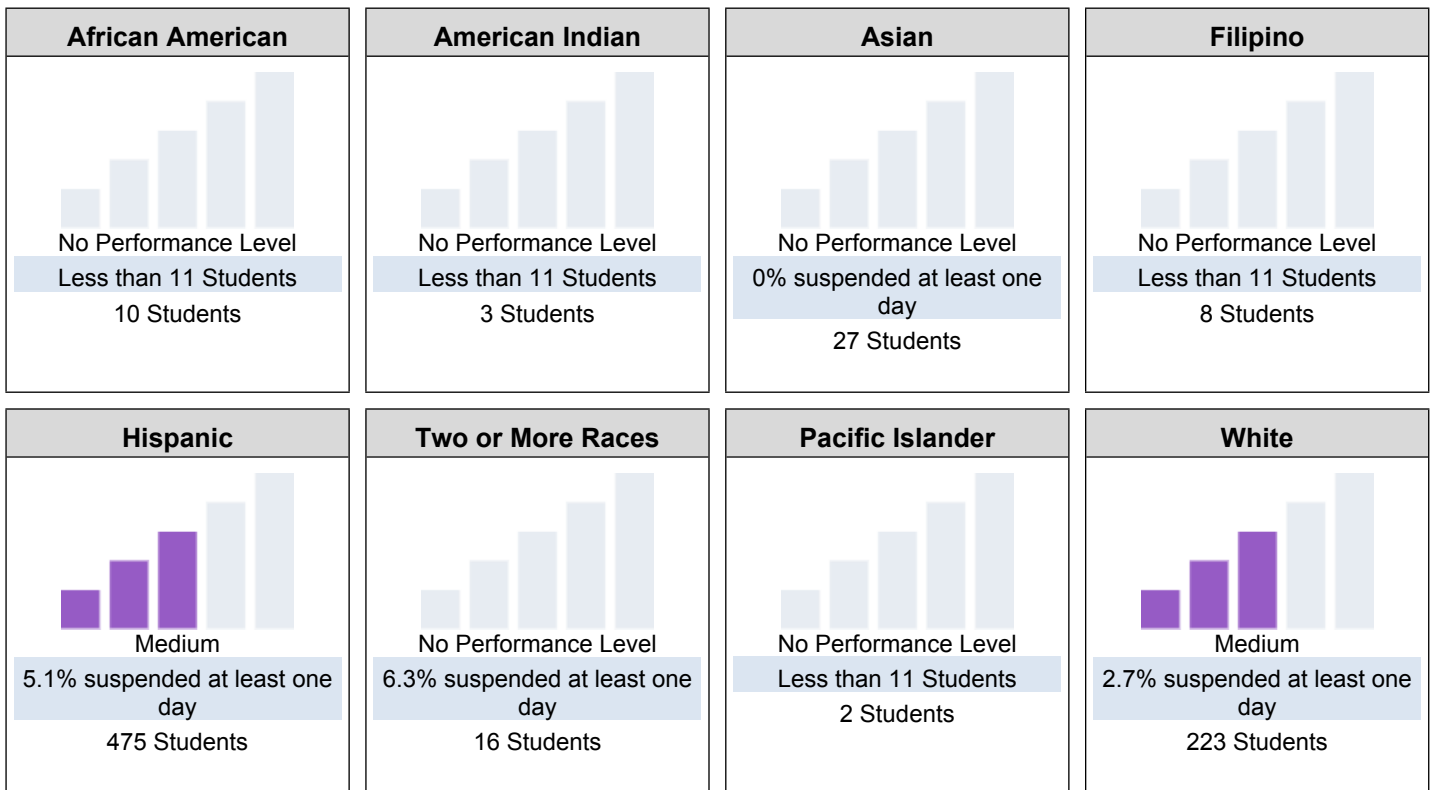 African American
No Performance Level
Less than 11 Students
10 Students
American Indian
No Performance Level
Less than 11 Students
3 Students
Asian
No Performance Level
0% suspended at least one
day
27 Students
Filipino
No Performance Level
Less than 11 Students
8 Students
Hispanic
Medium
5.1% suspended at least one
day
475 Students
Two or More Races
No Performance Level
6.3% suspended at least one
day
16 Students
Pacific Islander
No Performance Level
Less than 11 Students
2 Students
White
Medium
2.7% suspended at least one
day
223 Students